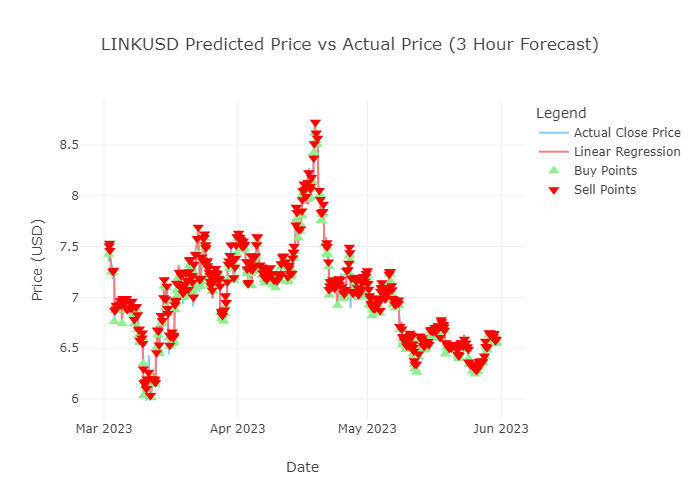 LINKUSD Predicted Price vs Actual Price (3 Hour Forecast)
Legend
Actual Close Price
Linear Regression
Buy Points
Sell Points
Price (USD)
8.5
8
7.5
7
6.5
6
Mar 2023
Apr 2023
May 2023
Jun 2023
Date